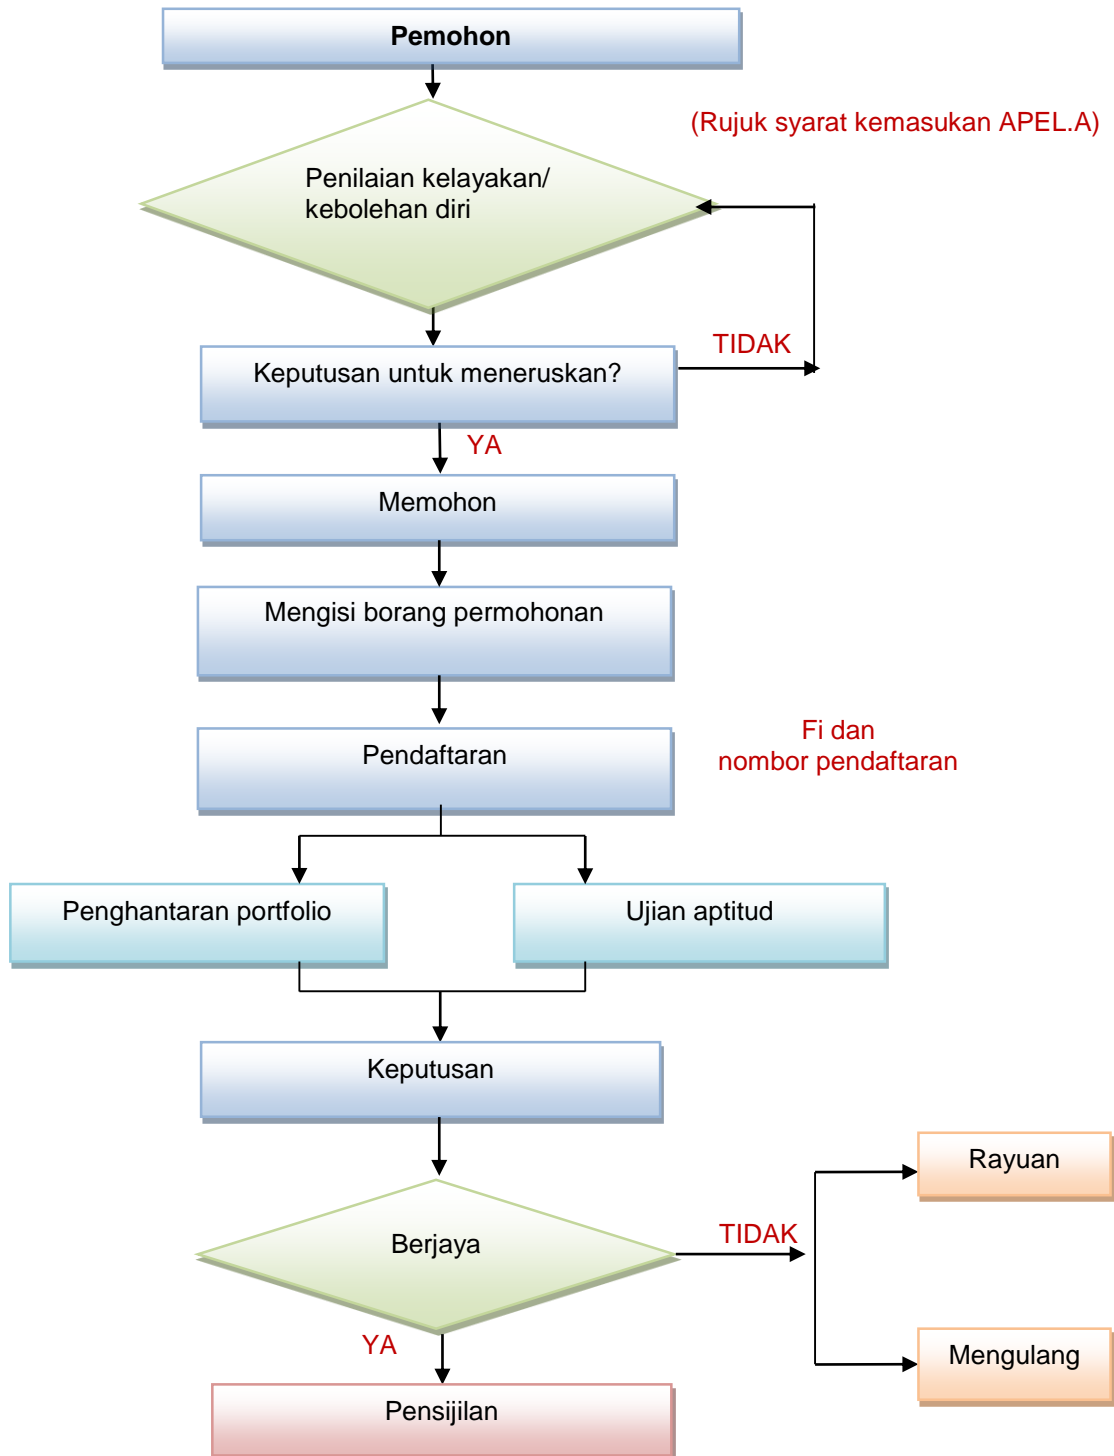 Pemohon
(Rujuk syarat kemasukan APEL.A)
Penilaian kelayakan/
kebolehan diri
TIDAK
Keputusan untuk meneruskan?
YA
Memohon
Mengisi borang permohonan
Pendaftaran
Fi dan
nombor pendaftaran
Penghantaran portfolio
Ujian aptitud
Keputusan
Rayuan
Berjaya
TIDAK
YA
Mengulang
Pensijilan